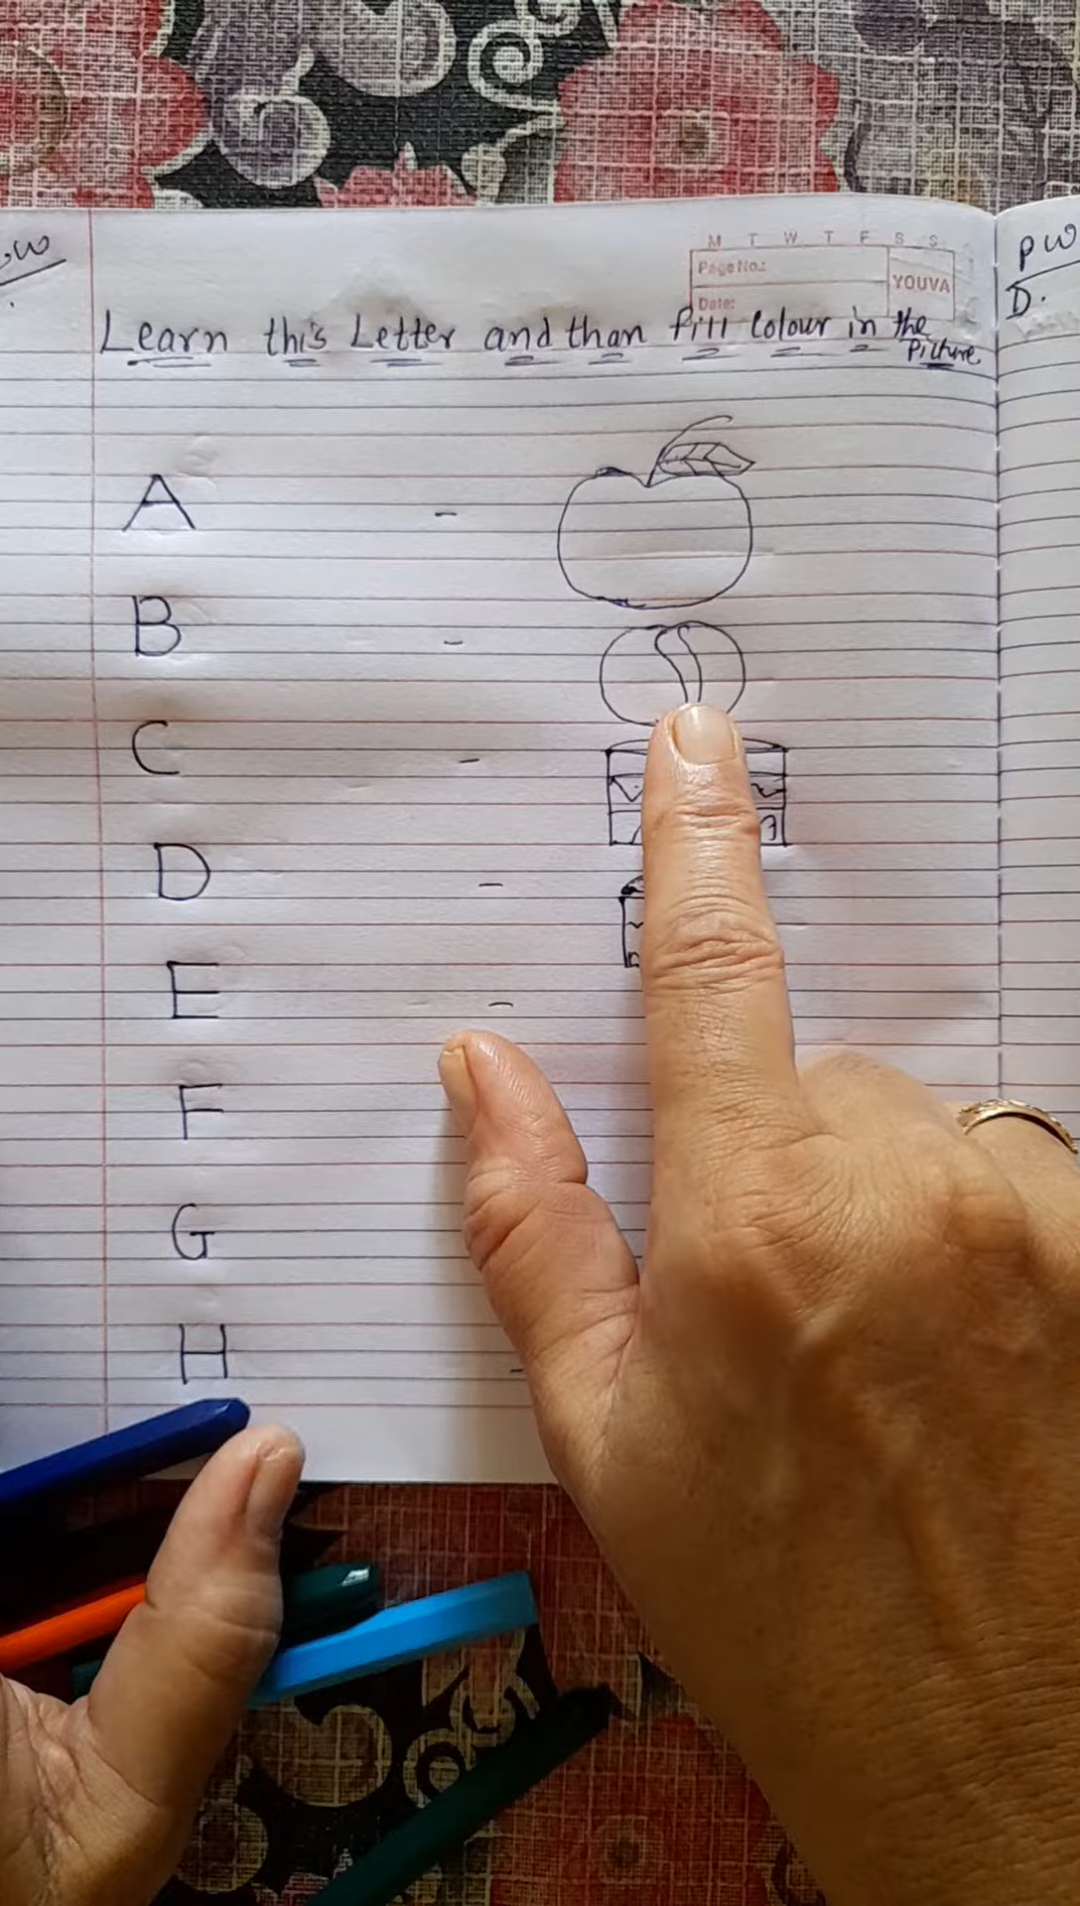 M T W T F S S
Page No.:
YOUVA
Date:
PW
D.
Learn this Letter and than fill Colour in the
Picture.
A -
B -
C -
D -
E -
F
G
H -